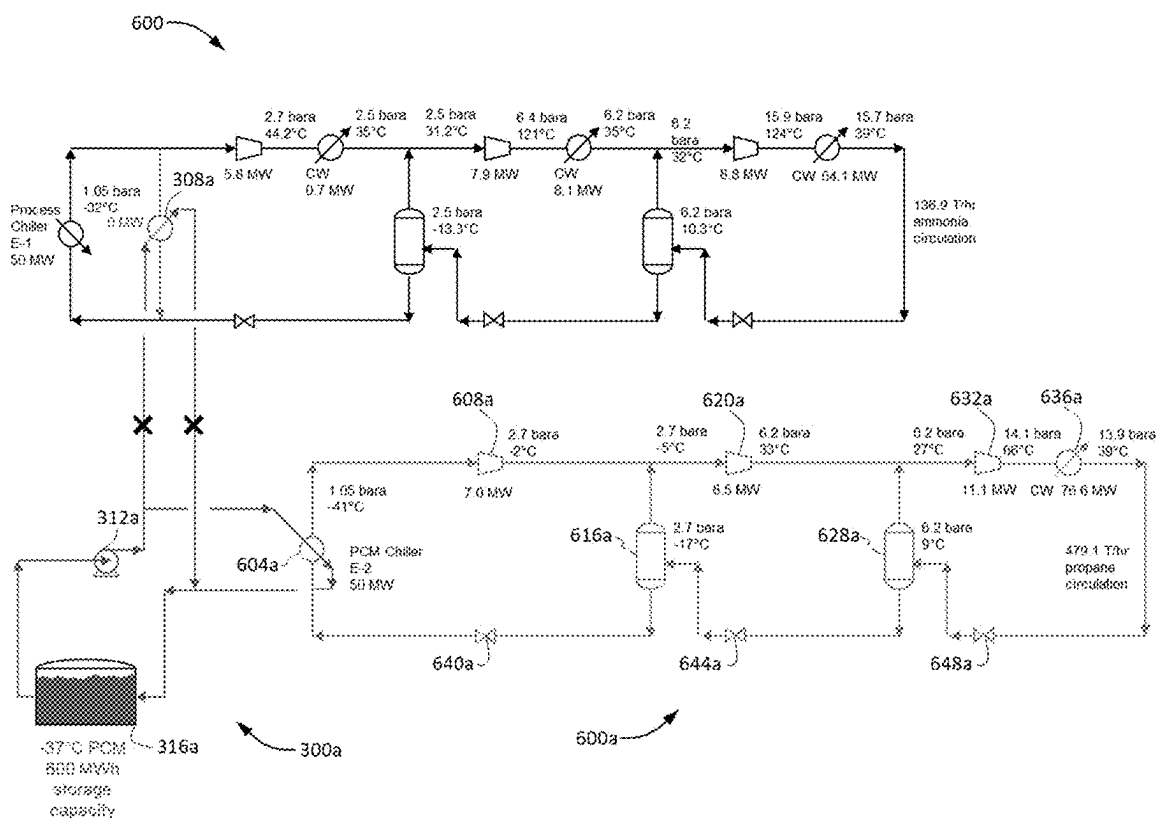 600
2.7 bara
44.2°C
2.5 bara
35°C
2.5 bara
31.2°C
6.4 bara
121°C
6.2 bara
35°C
6.2
bara
32°C
15.9 bara
124°C
15.7 bara
39°C
308a
1.05 bara
-32°C
0 MW
5.8 MW
CW
0.7 MW
7.9 MW
CW
8.1 MW
8.8 MW
CW 54.1 MW
Process
Chiller
E-1
50 MW
2.5 bara
-13.3°C
6.2 bara
10.3°C
136.9 T/hr
ammonia
circulation
608a
620a
632a
636a
2.7 bara
-2°C
2.7 bara
-5°C
6.2 bara
33°C
6.2 bara
27°C
14.1 bara
66°C
13.9 bara
39°C
1.05 bara
-41°C
7.0 MW
6.5 MW
11.1 MW
CW 76.6 MW
312a
604a
PCM Chiller
E-2
50 MW
616a
2.7 bara
-17°C
628a
6.2 bara
9°C
479.1 T/hr
propane
circulation
640a
644a
648a
316a
300a
600a
-37°C PCM
600 MWh
storage
capacity